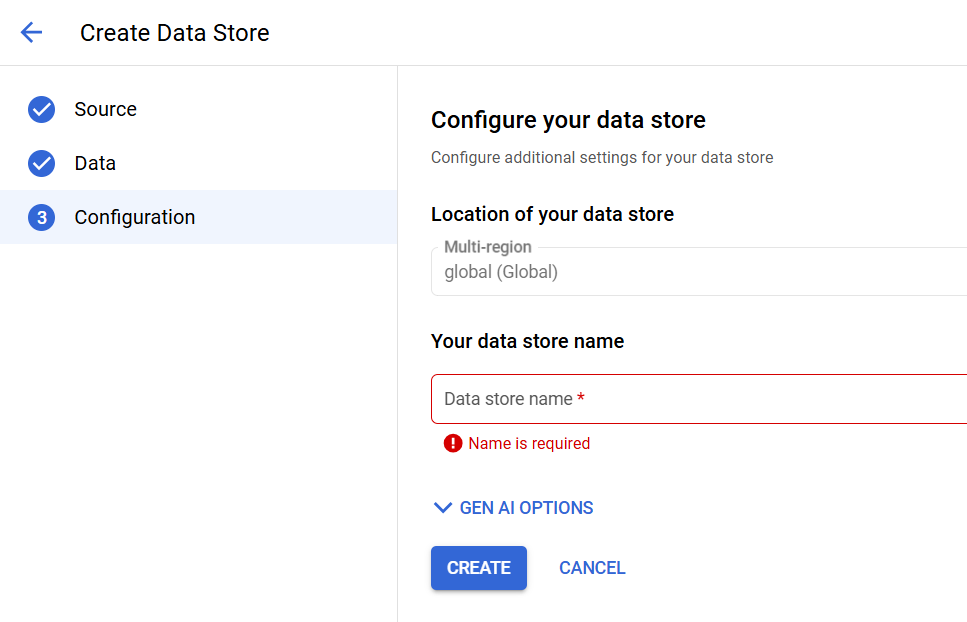 Create Data Store
Source
Data
3 Configuration
Configure your data store
Configure additional settings for your data store
Location of your data store
Multi-region
global (Global)
Your data store name
Data store name *
Name is required
GEN AI OPTIONS
CREATE CANCEL